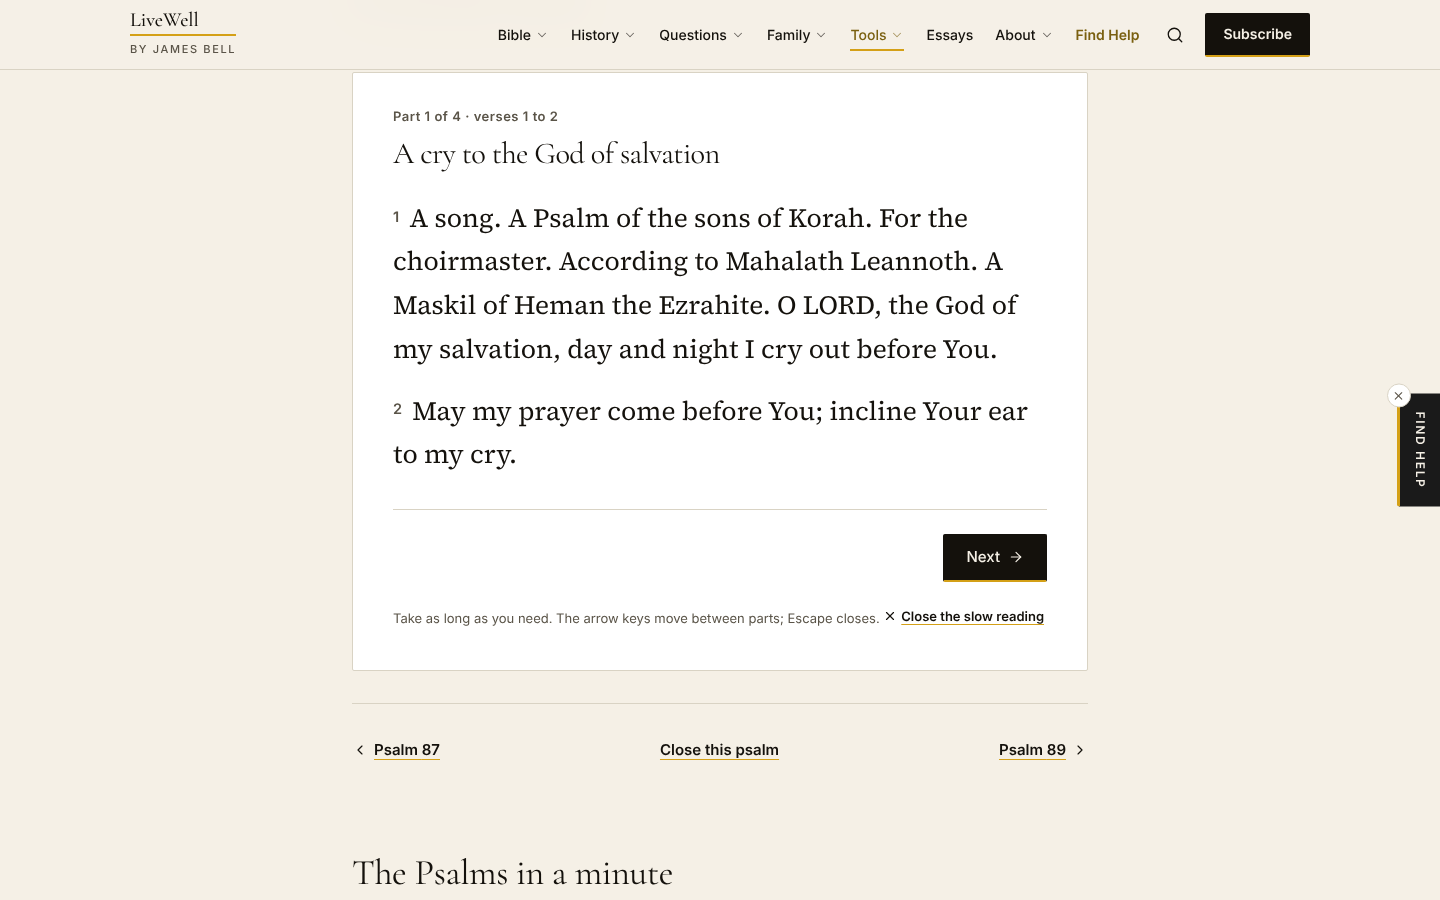 LiveWell
BY JAMES BELL
Bible
History
Questions
Family
Tools
Essays
About
Find Help
Subscribe
Part 1 of 4 · verses 1 to 2
A cry to the God of salvation
1 A song. A Psalm of the sons of Korah. For the
choirmaster. According to Mahalath Leannoth. A
Maskil of Heman the Ezrahite. O LORD, the God of
my salvation, day and night I cry out before You.
2 May my prayer come before You; incline Your ear
to my cry.
Next →
Take as long as you need. The arrow keys move between parts; Escape closes. × Close the slow reading
Psalm 87
Close this psalm
Psalm 89
The Psalms in a minute
FIND HELP